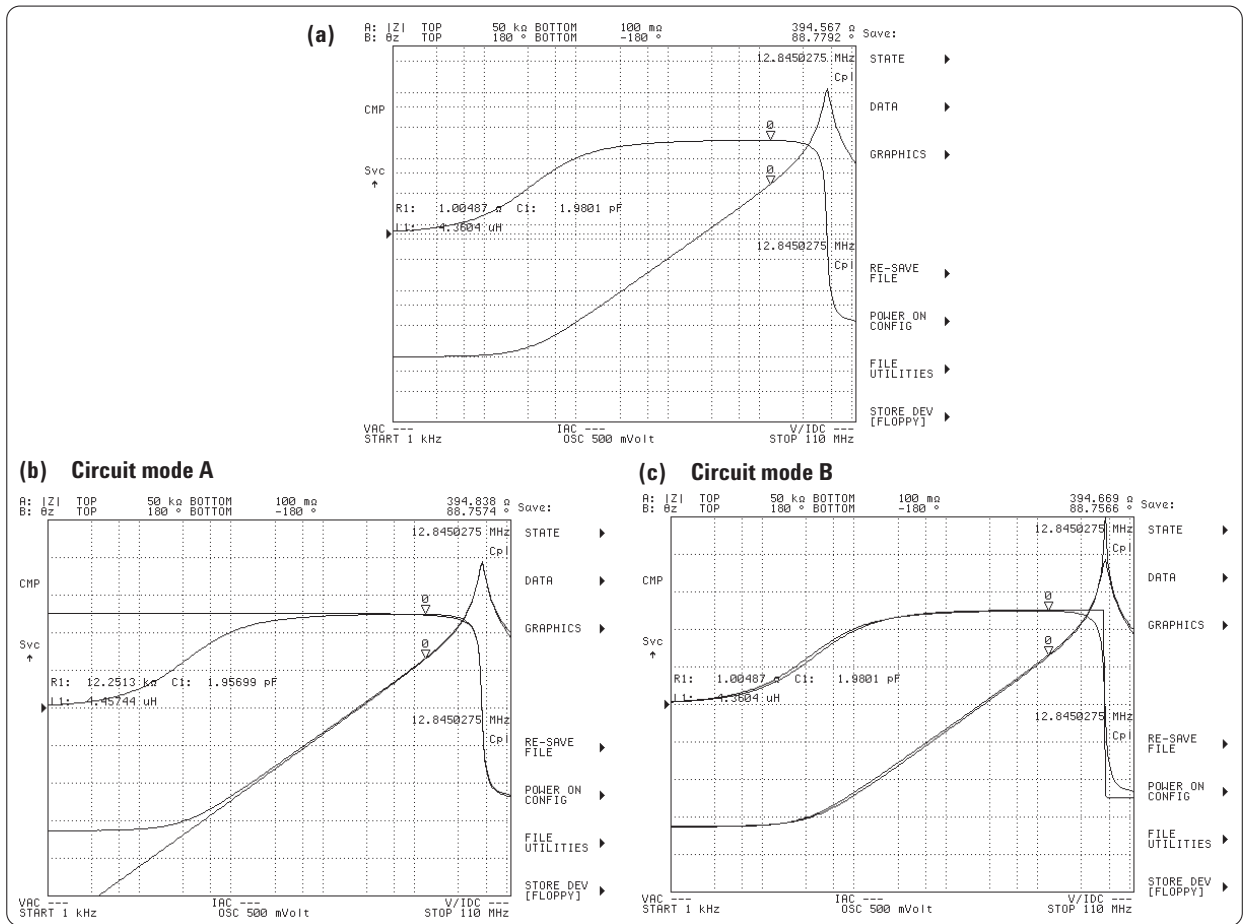 (a)
A: |Z| TOP 50 kΩ BOTTOM 100 mΩ 394.567 Ω
B: θz TOP 180 ° BOTTOM -180 ° 88.7792 °
Save:
12.8450275 MHz
Cpl
STATE
CMP
DATA
0
GRAPHICS
Svc
0
R1: 1.00487 Ω C1: 1.9801 pF
L1: 4.3604 uH
12.8450275 MHz
Cpl
RE-SAVE
FILE
POWER ON
CONFIG
FILE
UTILITIES
STORE DEV
[FLOPPY]
VAC --- IAC --- V/IDC ---
START 1 kHz OSC 500 mVolt STOP 110 MHz
(b) Circuit mode A
A: |Z| TOP 50 kΩ BOTTOM 100 mΩ 394.838 Ω
B: θz TOP 180 ° BOTTOM -180 ° 88.7574 °
Save:
12.8450275 MHz
Cpl
STATE
CMP
DATA
0
GRAPHICS
Svc
0
R1: 12.2513 kΩ C1: 1.95699 pF
L1: 4.45744 uH
12.8450275 MHz
Cpl
RE-SAVE
FILE
POWER ON
CONFIG
FILE
UTILITIES
STORE DEV
[FLOPPY]
VAC --- IAC --- V/IDC ---
START 1 kHz OSC 500 mVolt STOP 110 MHz
(c) Circuit mode B
A: |Z| TOP 50 kΩ BOTTOM 100 mΩ 394.669 Ω
B: θz TOP 180 ° BOTTOM -180 ° 88.7566 °
Save:
12.8450275 MHz
Cpl
STATE
CMP
DATA
0
GRAPHICS
Svc
0
R1: 1.00487 Ω C1: 1.9801 pF
L1: 4.3604 uH
12.8450275 MHz
Cpl
RE-SAVE
FILE
POWER ON
CONFIG
FILE
UTILITIES
STORE DEV
[FLOPPY]
VAC --- IAC --- V/IDC ---
START 1 kHz OSC 500 mVolt STOP 110 MHz